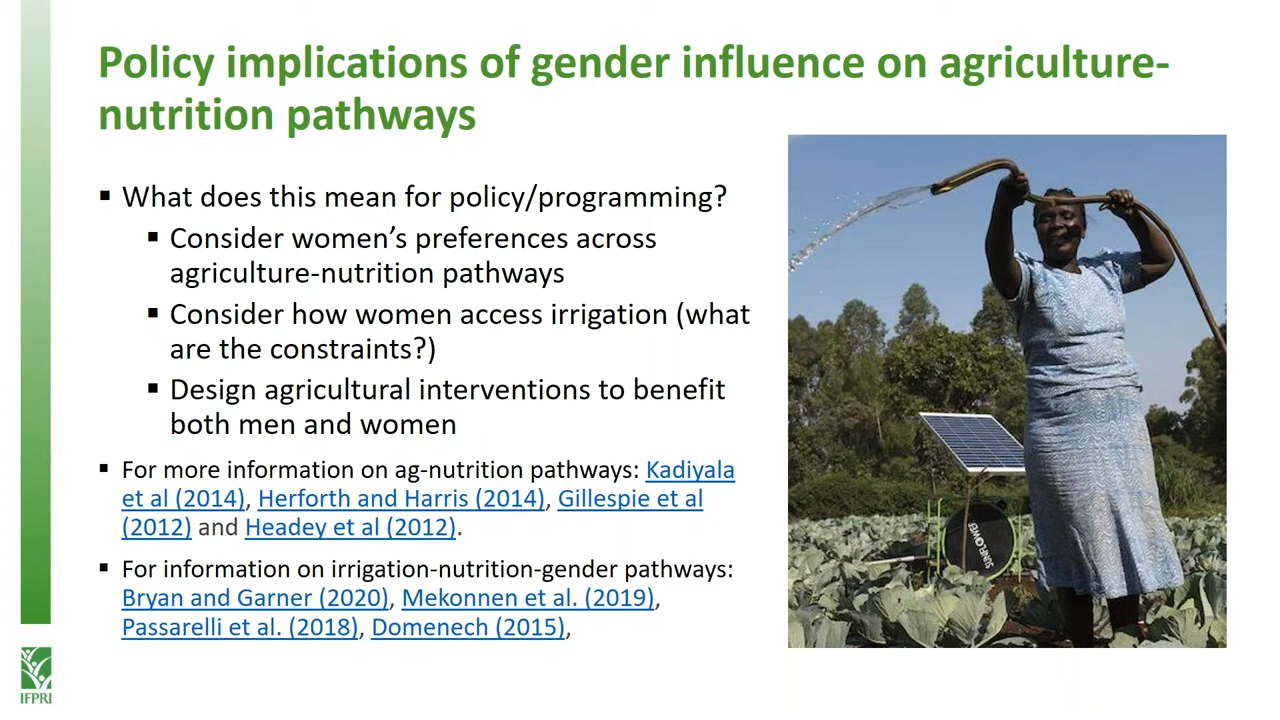 Policy implications of gender influence on agriculture-
nutrition pathways
▪ What does this mean for policy/programming?
▪ Consider women’s preferences across
agriculture-nutrition pathways
▪ Consider how women access irrigation (what
are the constraints?)
▪ Design agricultural interventions to benefit
both men and women
▪ For more information on ag-nutrition pathways: Kadiyala
et al (2014), Herforth and Harris (2014), Gillespie et al
(2012) and Headey et al (2012).
▪ For information on irrigation-nutrition-gender pathways:
Bryan and Garner (2020), Mekonnen et al. (2019),
Passarelli et al. (2018), Domenech (2015),
SUNFLOWER
IFPRI